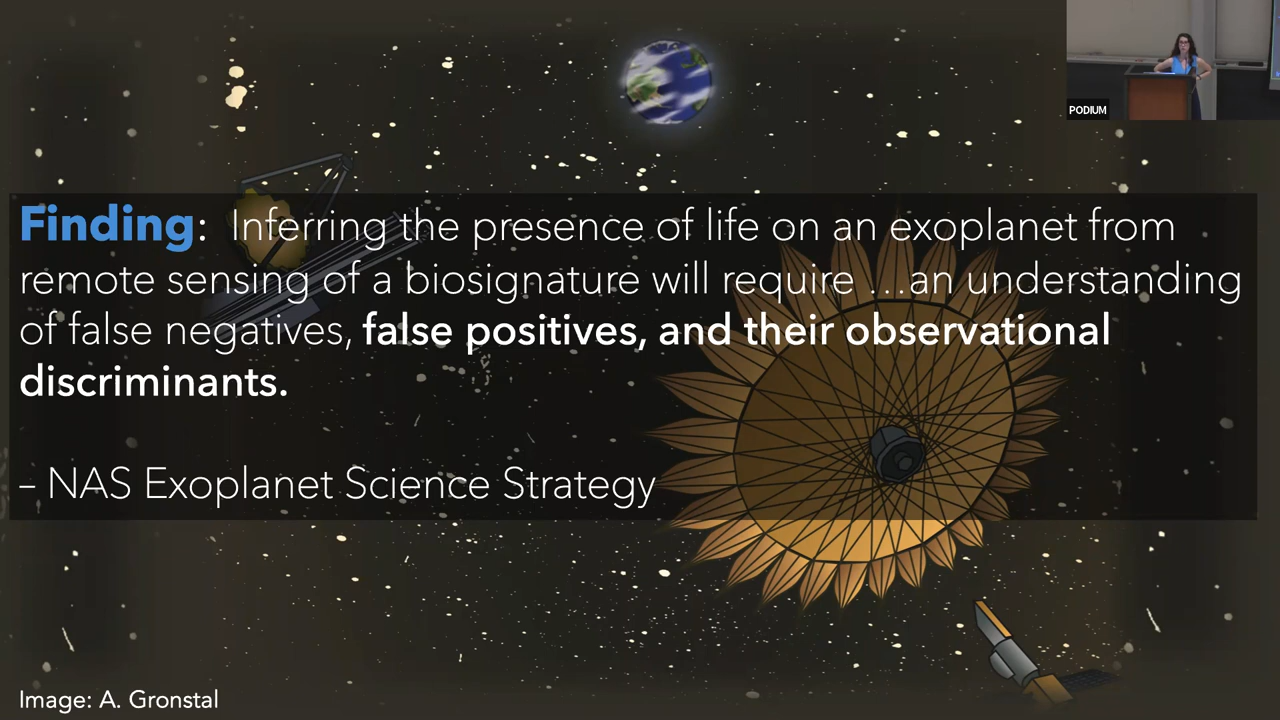 PODIUM
Finding: Inferring the presence of life on an exoplanet from
remote sensing of a biosignature will require ...an understanding
of false negatives, false positives, and their observational
discriminants.
– NAS Exoplanet Science Strategy
Image: A. Gronstal